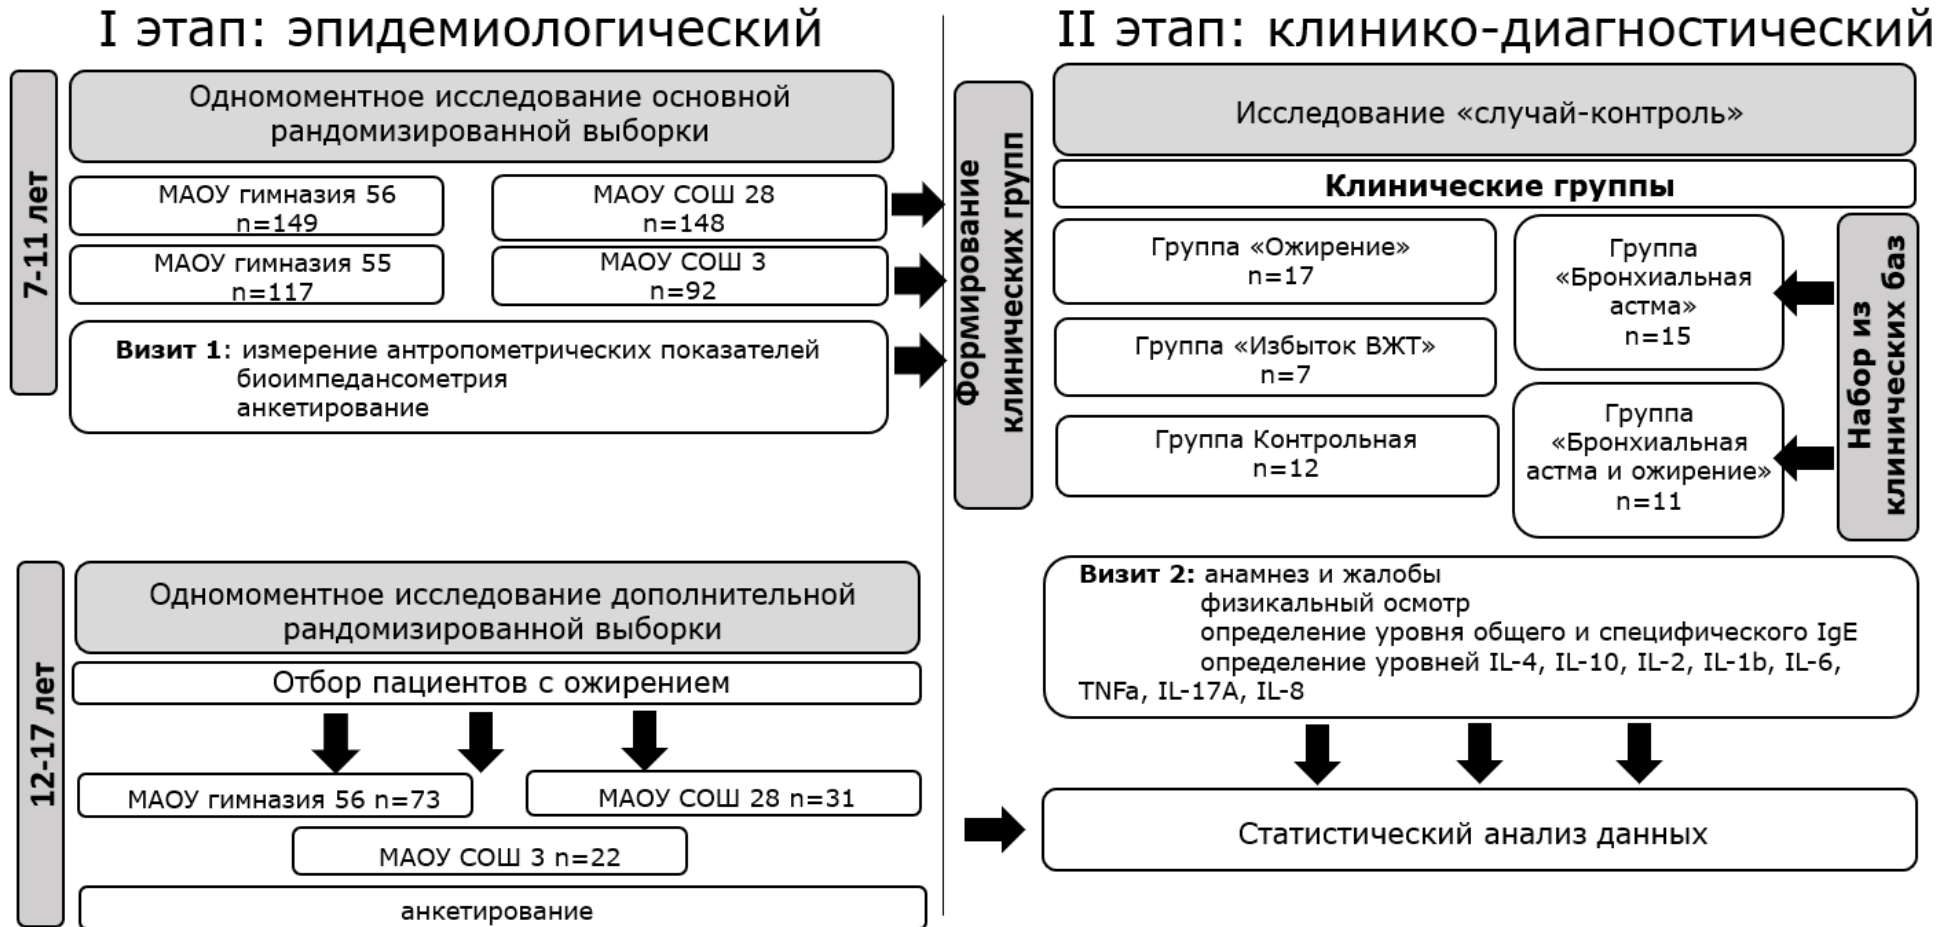 I этап: эпидемиологический
7-11 лет
Одномоментное исследование основной
рандомизированной выборки
МАОУ гимназия 56
n=149
МАОУ СОШ 28
n=148
МАОУ гимназия 55
n=117
МАОУ СОШ 3
n=92
Визит 1: измерение антропометрических показателей
биоимпедансометрия
анкетирование
12-17 лет
Одномоментное исследование дополнительной
рандомизированной выборки
Отбор пациентов с ожирением
МАОУ гимназия 56 n=73
МАОУ СОШ 28 n=31
МАОУ СОШ 3 n=22
анкетирование
II этап: клинико-диагностический
Формирование
клинических групп
Исследование «случай-контроль»
Клинические группы
Группа «Ожирение»
n=17
Группа «Избыток ВЖТ»
n=7
Группа Контрольная
n=12
Группа
«Бронхиальная
астма»
n=15
Группа
«Бронхиальная
астма и ожирение»
n=11
Набор из
клинических баз
Визит 2: анамнез и жалобы
физикальный осмотр
определение уровня общего и специфического IgE
определение уровней IL-4, IL-10, IL-2, IL-1b, IL-6,
TNFa, IL-17A, IL-8
Статистический анализ данных